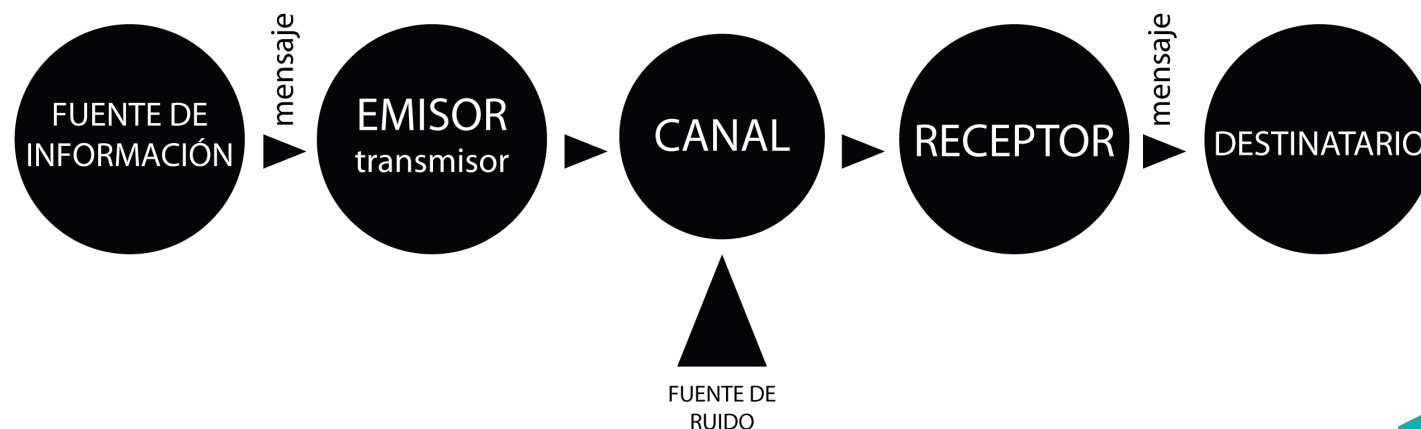 FUENTE DE
INFORMACIÓN
mensaje
EMISOR
transmisor
CANAL
RECEPTOR
mensaje
DESTINATARIO
FUENTE DE
RUIDO